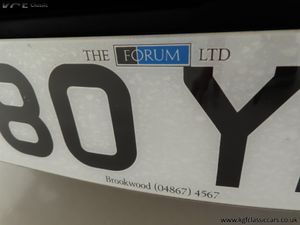 KGF Classic
THE FORUM LTD
80 Y
Brookwood (04867) 4567
www.kgfclassiccars.co.uk